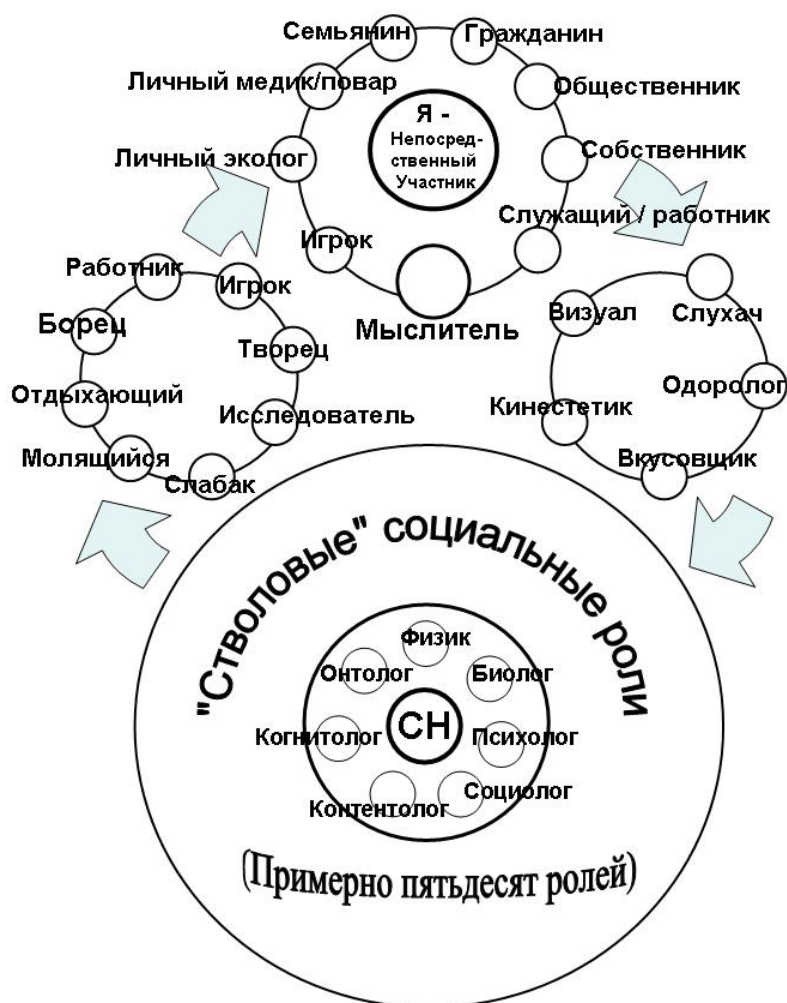 Семьянин
Гражданин
Личный медик/повар
Общественник
Я -
Непосред-
ственный
Участник
Личный эколог
Собственник
Служащий / работник
Игрок
Мыслитель
Работник
Игрок
Борец
Творец
Отдыхающий
Исследователь
Молящийся
Слабак
Визуал
Слухач
Одоролог
Кинестетик
Вкусовщик
"Стволовые" социальные роли
Физик
Онтолог
Биолог
Когнитолог
СН
Психолог
Контентолог
Социолог
(Примерно пятьдесят ролей)